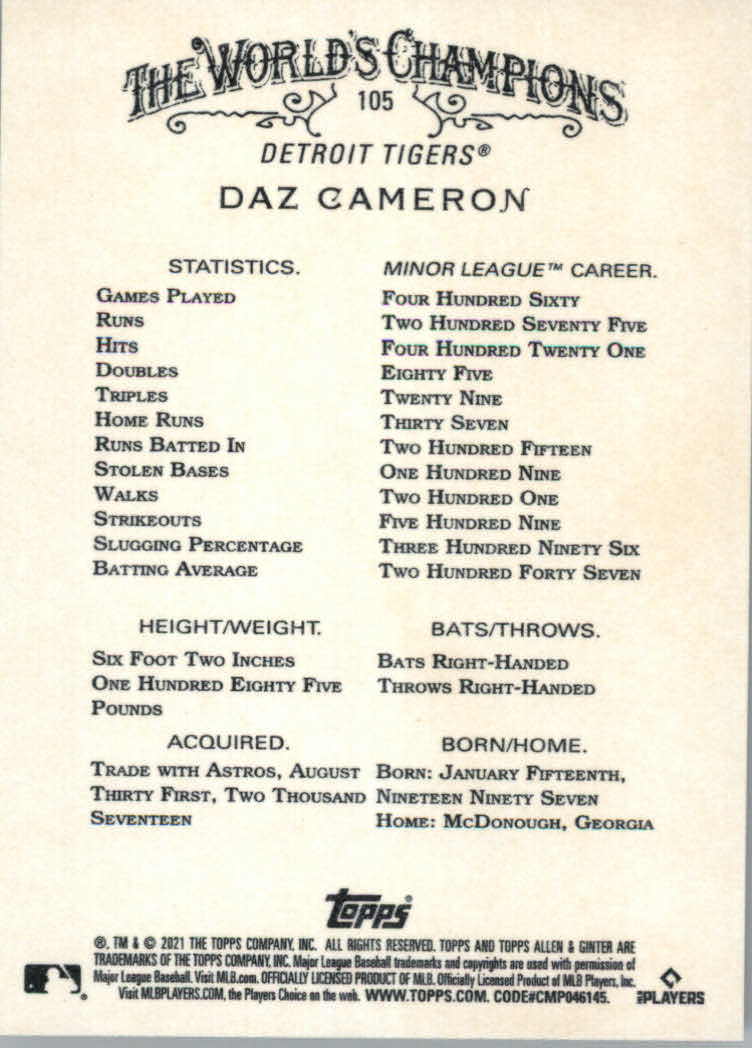 THE WORLD'S CHAMPIONS
105
DETROIT TIGERS®
DAZ CAMERON
STATISTICS. MINOR LEAGUE™ CAREER.
GAMES PLAYED FOUR HUNDRED SIXTY
RUNS TWO HUNDRED SEVENTY FIVE
HITS FOUR HUNDRED TWENTY ONE
DOUBLES EIGHTY FIVE
TRIPLES TWENTY NINE
HOME RUNS THIRTY SEVEN
RUNS BATTED IN TWO HUNDRED FIFTEEN
STOLEN BASES ONE HUNDRED NINE
WALKS TWO HUNDRED ONE
STRIKEOUTS FIVE HUNDRED NINE
SLUGGING PERCENTAGE THREE HUNDRED NINETY SIX
BATTING AVERAGE TWO HUNDRED FORTY SEVEN
HEIGHT/WEIGHT.
SIX FOOT TWO INCHES
ONE HUNDRED EIGHTY FIVE
POUNDS
BATS/THROWS.
BATS RIGHT-HANDED
THROWS RIGHT-HANDED
ACQUIRED.
TRADE WITH ASTROS, AUGUST
THIRTY FIRST, TWO THOUSAND
SEVENTEEN
BORN/HOME.
BORN: JANUARY FIFTEENTH,
NINETEEN NINETY SEVEN
HOME: MCDONOUGH, GEORGIA
Topps®
®, TM & © 2021 THE TOPPS COMPANY, INC. ALL RIGHTS RESERVED. TOPPS AND TOPPS ALLEN & GINTER ARE
TRADEMARKS OF THE TOPPS COMPANY, INC. Major League Baseball trademarks and copyrights are used with permission of
Major League Baseball. Visit MLB.com. OFFICIALLY LICENSED PRODUCT OF MLB. Officially Licensed Product of MLB Players, Inc.
Visit MLBPLAYERS.COM, the Players Choice on the web. WWW.TOPPS.COM. CODE#CMP046145.
MLB PLAYERS